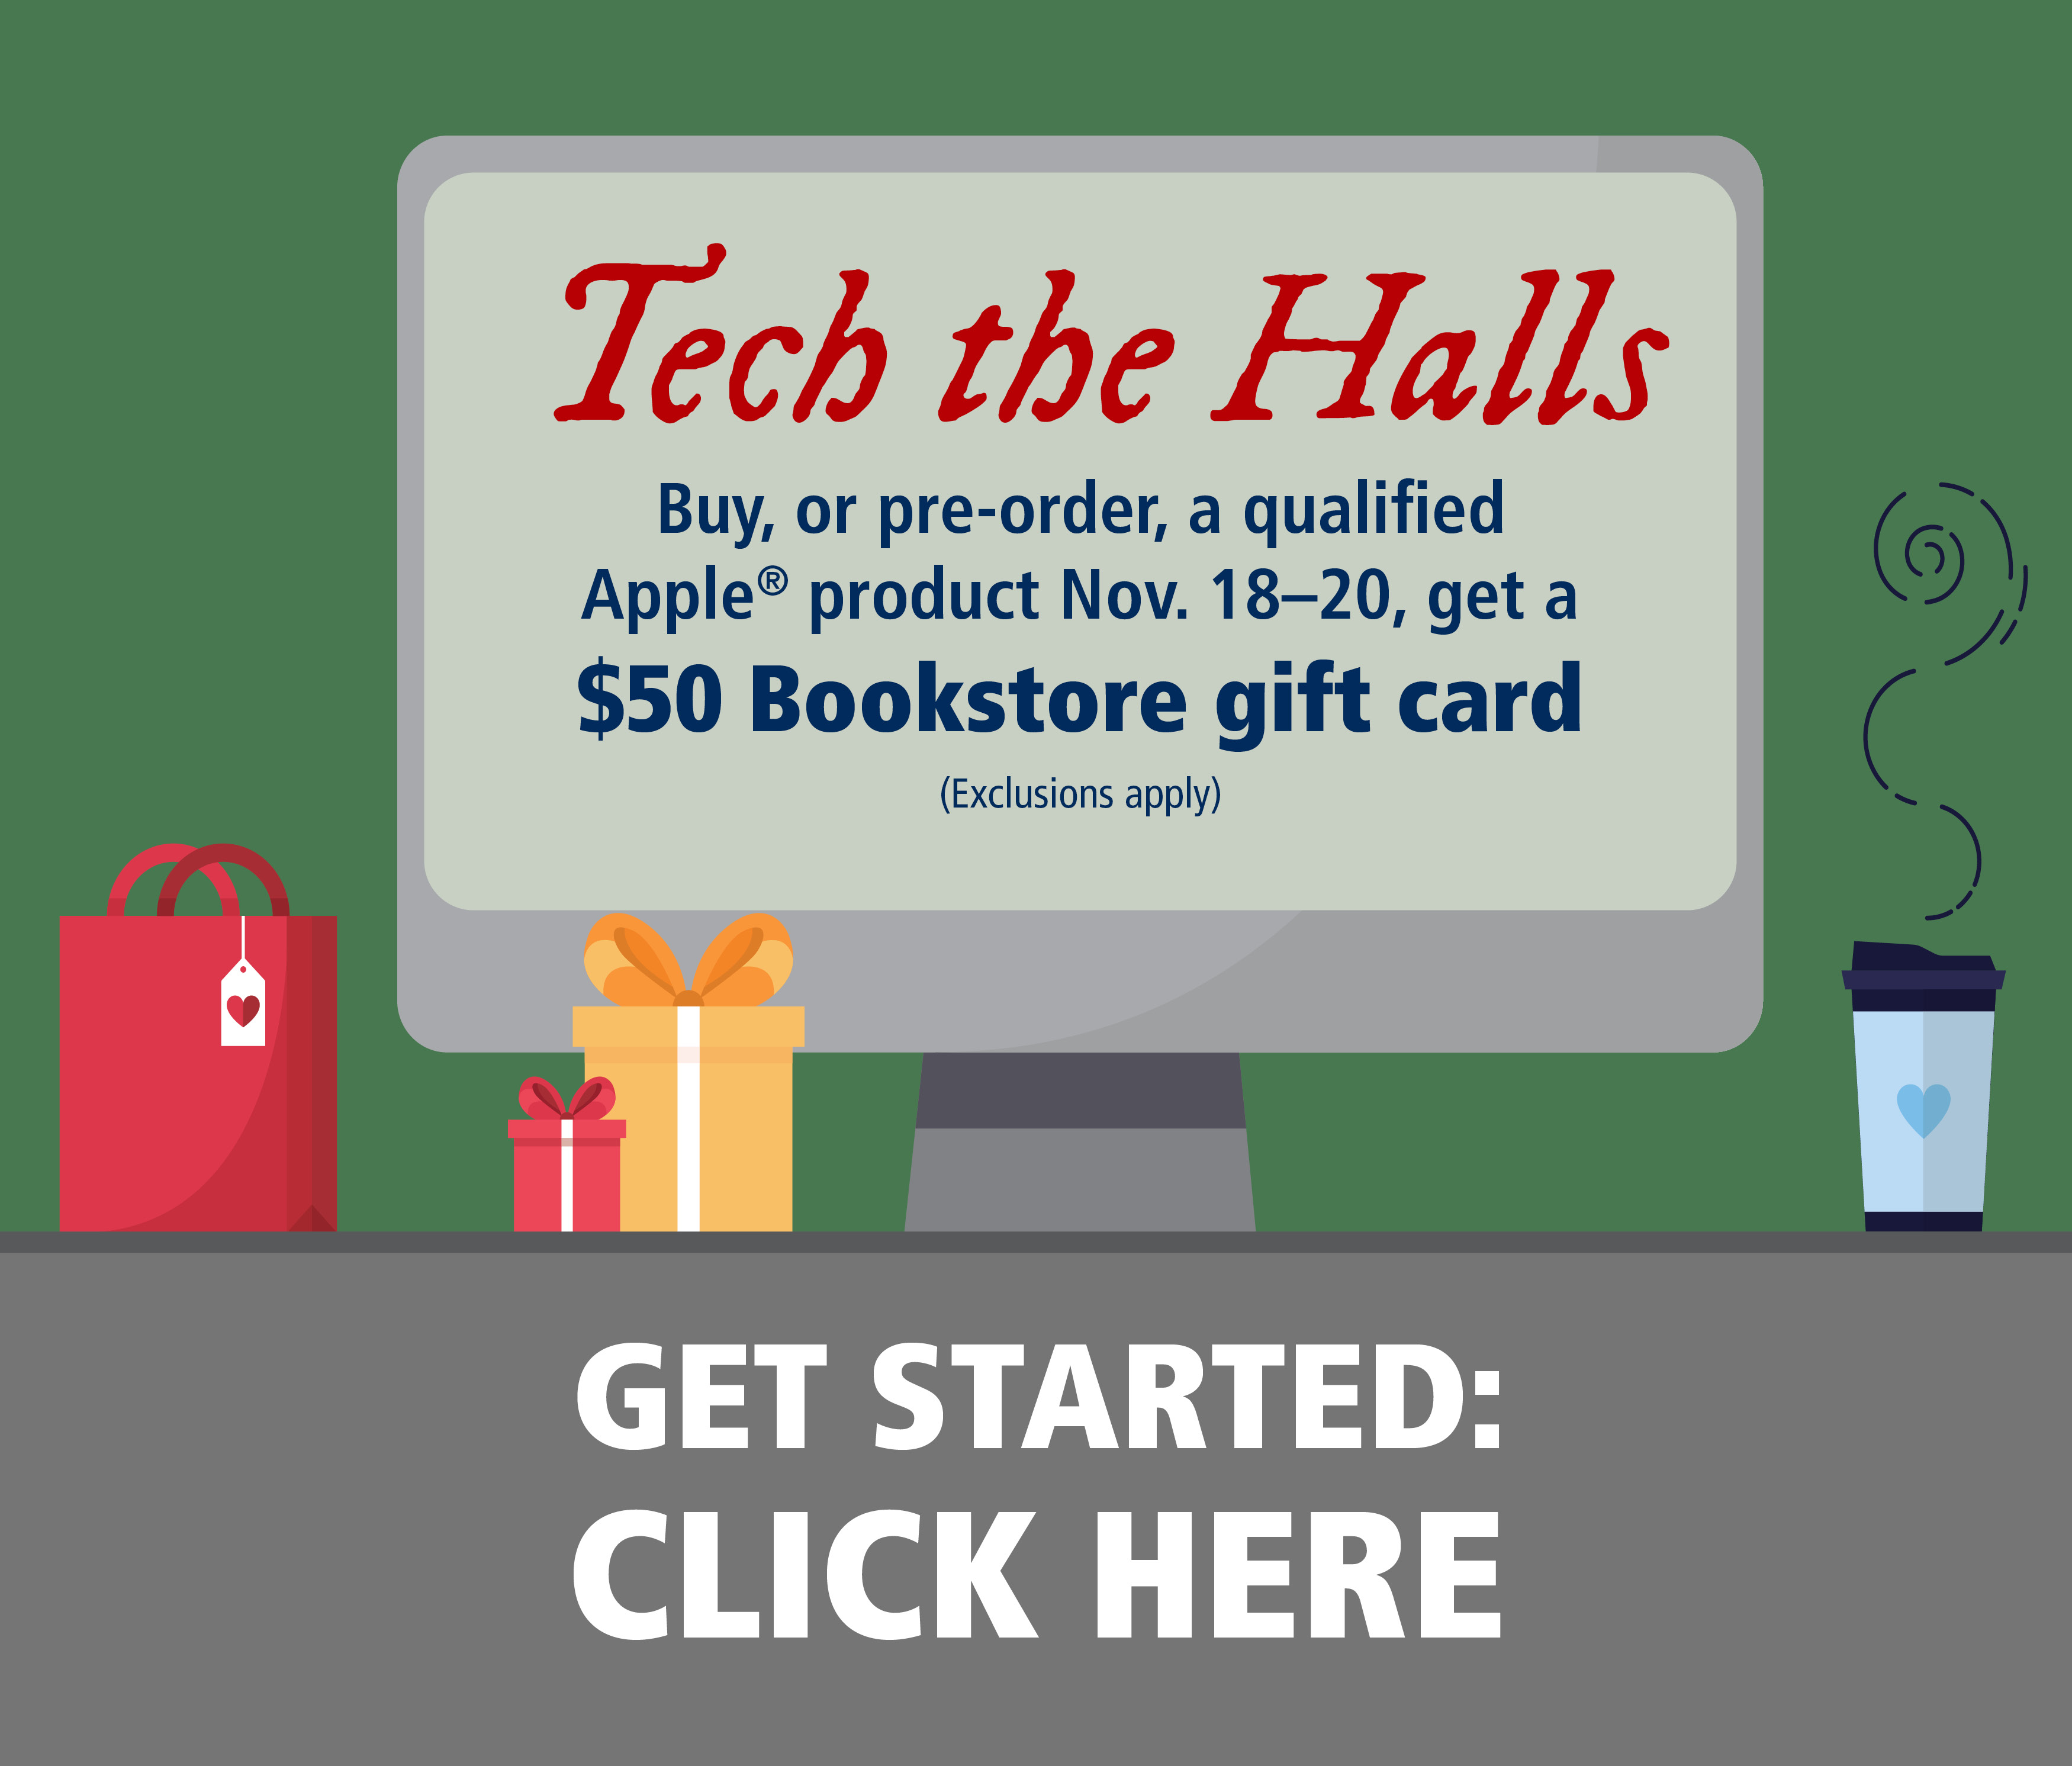 Tech the Halls
Buy, or pre-order, a qualified
Apple® product Nov. 18—20, get a
$50 Bookstore gift card
(Exclusions apply)
GET STARTED:
CLICK HERE